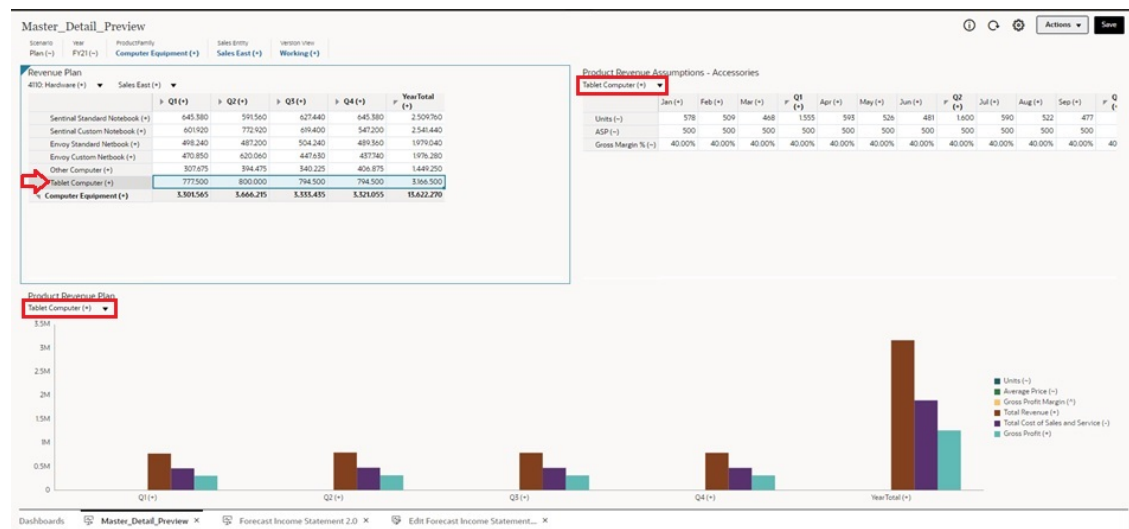 Master_Detail_Preview
Actions Save
Scenario Year ProductFamily Sales Entity Version View
Plan (~) FY21 (~) Computer Equipment (+) Sales East (+) Working (+)
Revenue Plan
4110: Hardware (+) Sales East (+)
Q1 (+) Q2 (+) Q3 (+) Q4 (+) YearTotal (+)
Sentinal Standard Notebook (+) 645.380 591.560 627.440 645.380 2.509.760
Sentinal Custom Notebook (+) 601.920 772.920 619.400 547.200 2.541.440
Envoy Standard Netbook (+) 498.240 487.200 504.240 489.360 1.979.040
Envoy Custom Netbook (+) 470.850 620.060 447.630 437.740 1.976.280
Other Computer (+) 307.675 394.475 340.225 406.875 1.449.250
Tablet Computer (+) 777.500 800.000 794.500 794.500 3.166.500
Computer Equipment (+) 3.301.565 3.666.215 3.333.435 3.321.055 13.622.270
Product Revenue Assumptions - Accessories
Tablet Computer (+)
Jan (+) Feb (+) Mar (+) Q1 (+) Apr (+) May (+) Jun (+) Q2 (+) Jul (+) Aug (+) Sep (+)
Units (~) 578 509 468 1.555 593 526 481 1.600 590 522 477
ASP (~) 500 500 500 500 500 500 500 500 500 500 500
Gross Margin % (~) 40.00% 40.00% 40.00% 40.00% 40.00% 40.00% 40.00% 40.00% 40.00% 40.00% 40.00% 40
Product Revenue Plan
Tablet Computer (+)
3.5M
3M
2.5M
2M
1.5M
1M
0.5M
0
Q1 (+) Q2 (+) Q3 (+) Q4 (+) YearTotal (+)
Units (~)
Average Price (~)
Gross Profit Margin (^)
Total Revenue (+)
Total Cost of Sales and Service (-)
Gross Profit (+)
Dashboards Master_Detail_Preview × Forecast Income Statement 2.0 × Edit Forecast Income Statement... ×